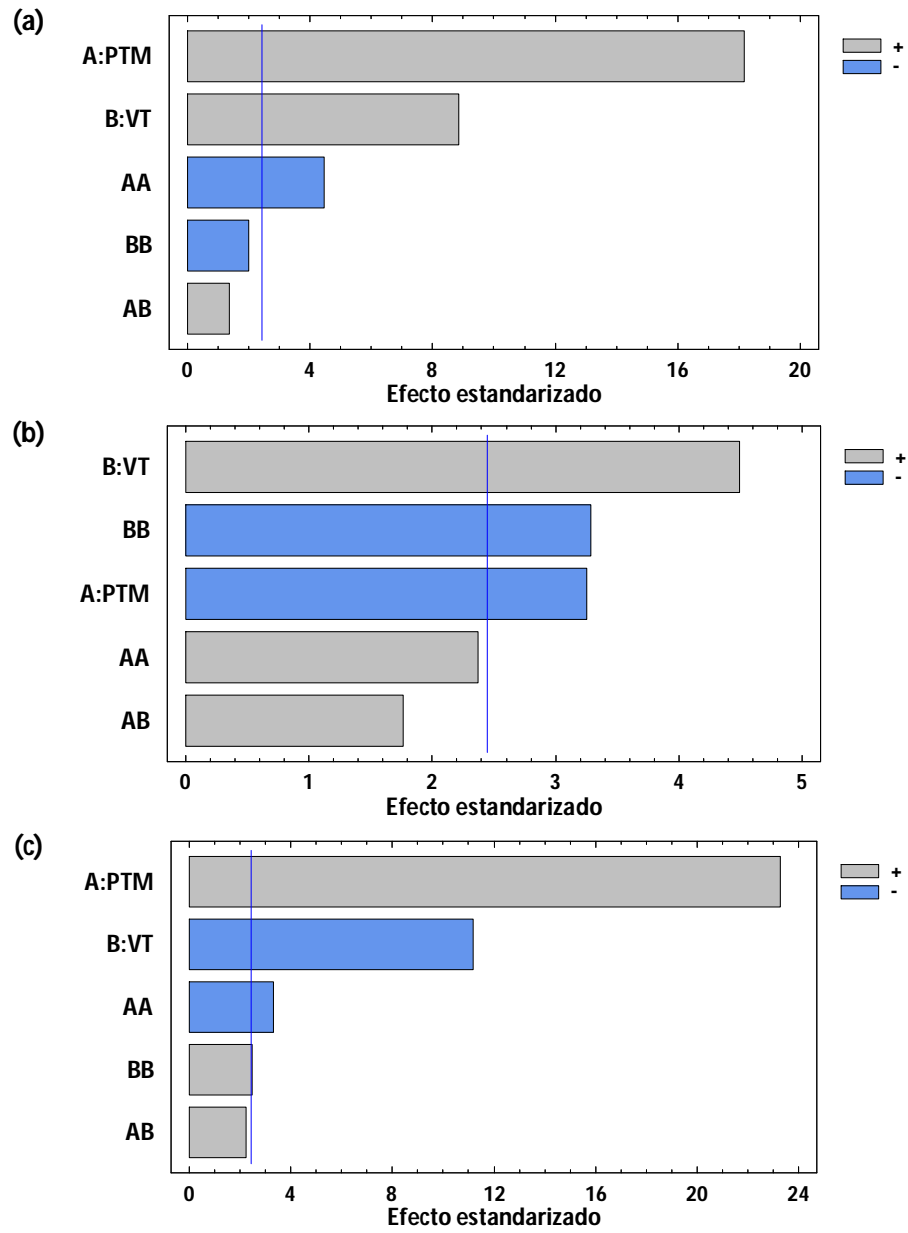 (a)
A:PTM
B:VT
AA
BB
AB
+
-
0 4 8 12 16 20
Efecto estandarizado
(b)
B:VT
BB
A:PTM
AA
AB
+
-
0 1 2 3 4 5
Efecto estandarizado
(c)
A:PTM
B:VT
AA
BB
AB
+
-
0 4 8 12 16 20 24
Efecto estandarizado